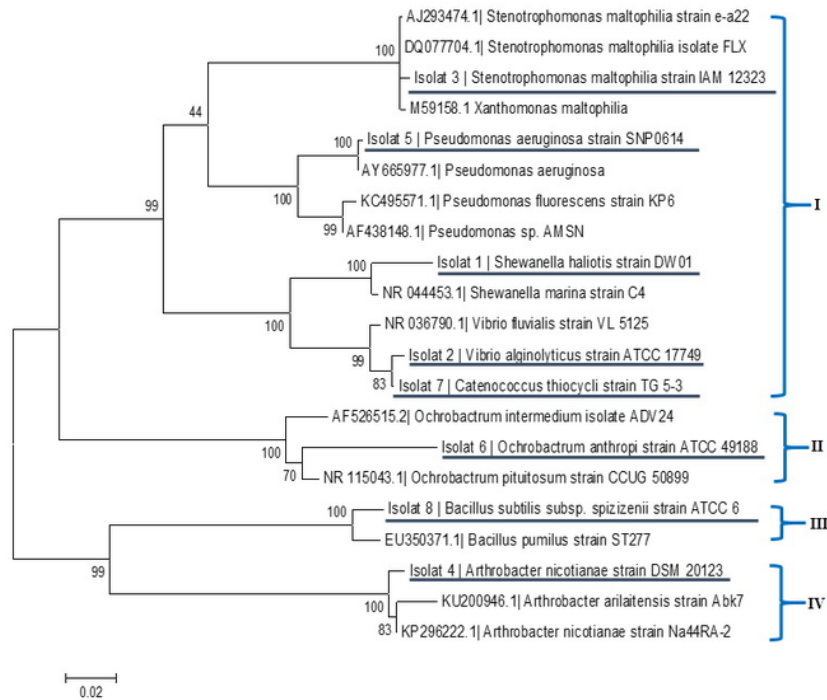 AJ293474.1| Stenotrophomonas maltophilia strain e-a22
100
DQ077704.1| Stenotrophomonas maltophilia isolate FLX
Isolat 3 | Stenotrophomonas maltophilia strain IAM 12323
44
M59158.1 Xanthomonas maltophilia
100
Isolat 5 | Pseudomonas aeruginosa strain SNP0614
AY665977.1| Pseudomonas aeruginosa
100
KC495571.1| Pseudomonas fluorescens strain KP6
I
99
99
AF438148.1| Pseudomonas sp. AMSN
100
Isolat 1 | Shewanella haliotis strain DW01
NR 044453.1| Shewanella marina strain C4
100
NR 036790.1| Vibrio fluvialis strain VL 5125
99
Isolat 2 | Vibrio alginolyticus strain ATCC 17749
83
Isolat 7 | Catenococcus thiocycli strain TG 5-3
AF526515.2| Ochrobactrum intermedium isolate ADV24
100
Isolat 6 | Ochrobactrum anthropi strain ATCC 49188
II
70
NR 115043.1| Ochrobactrum pituitosum strain CCUG 50899
100
Isolat 8 | Bacillus subtilis subsp. spizizenii strain ATCC 6
III
EU350371.1| Bacillus pumilus strain ST277
99
Isolat 4 | Arthrobacter nicotianae strain DSM 20123
100
KU200946.1| Arthrobacter arilaitensis strain Abk7
IV
83
KP296222.1| Arthrobacter nicotianae strain Na44RA-2
0.02